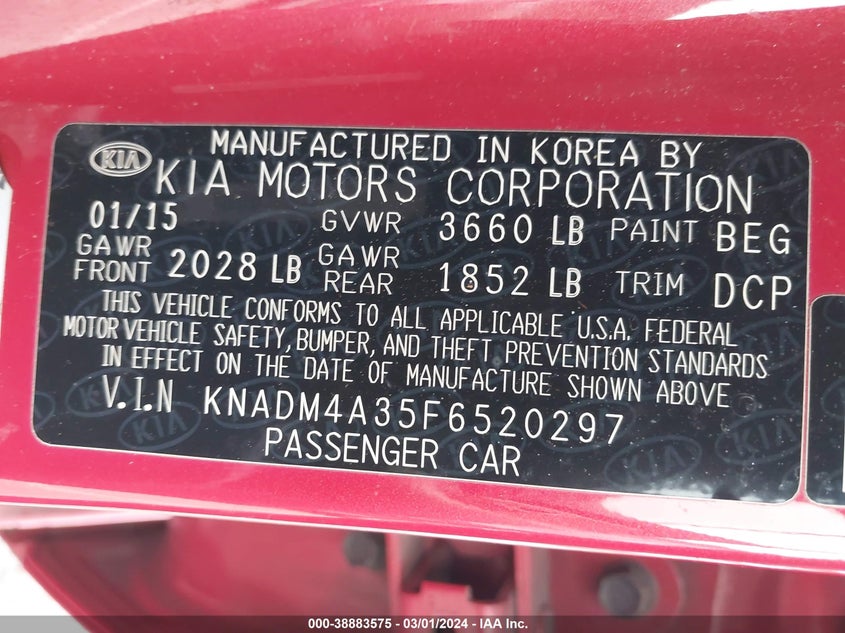 KIA
MANUFACTURED IN KOREA BY
KIA MOTORS CORPORATION
01/15 GVWR 3660 LB PAINT BEG
GAWR FRONT 2028 LB GAWR REAR 1852 LB TRIM DCP
THIS VEHICLE CONFORMS TO ALL APPLICABLE U.S.A. FEDERAL
MOTOR VEHICLE SAFETY, BUMPER, AND THEFT PREVENTION STANDARDS
IN EFFECT ON THE DATE OF MANUFACTURE SHOWN ABOVE
V.I.N KNADM4A35F6520297
PASSENGER CAR
000-38883575 - 03/01/2024 - IAA Inc.